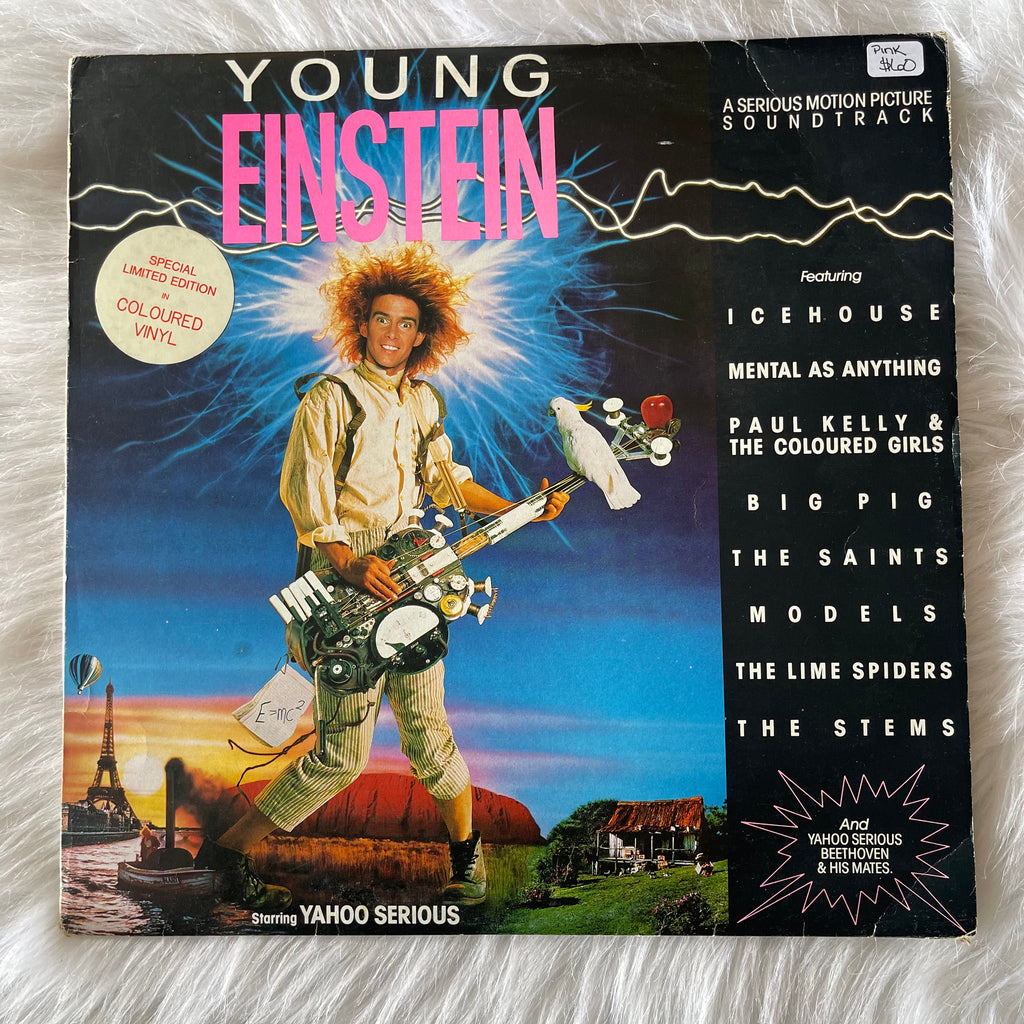 YOUNG
EINSTEIN
Pink
$60
A SERIOUS MOTION PICTURE
SOUNDTRACK
SPECIAL
LIMITED EDITION
IN
COLOURED
VINYL
Featuring
ICEHOUSE
MENTAL AS ANYTHING
PAUL KELLY &
THE COLOURED GIRLS
BIG PIG
THE SAINTS
MODELS
THE LIME SPIDERS
THE STEMS
And
YAHOO SERIOUS
BEETHOVEN
& HIS MATES.
E=mc²
Starring YAHOO SERIOUS